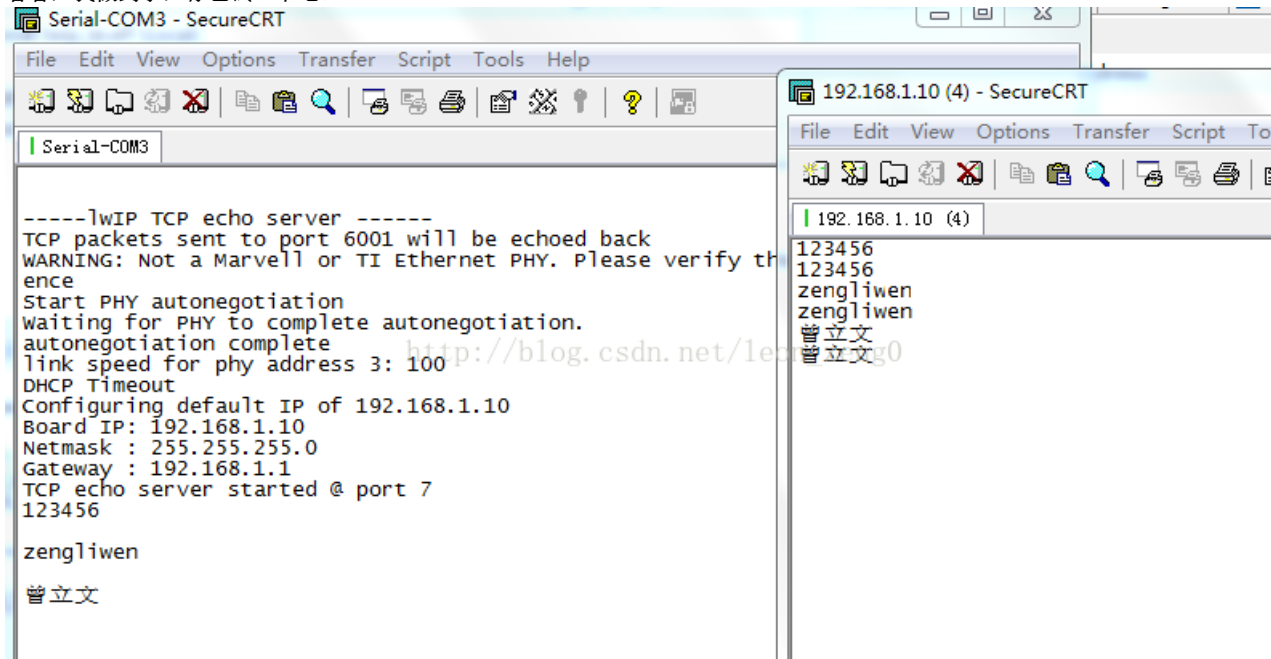 Serial-COM3 - SecureCRT
File Edit View Options Transfer Script Tools Help
Serial-COM3
-----lwIP TCP echo server ------
TCP packets sent to port 6001 will be echoed back
WARNING: Not a Marvell or TI Ethernet PHY. Please verify th
ence
Start PHY autonegotiation
Waiting for PHY to complete autonegotiation.
autonegotiation complete
link speed for phy address 3: 100
DHCP Timeout
Configuring default IP of 192.168.1.10
Board IP: 192.168.1.10
Netmask : 255.255.255.0
Gateway : 192.168.1.1
TCP echo server started @ port 7
123456
zengliwen
曾立文
192.168.1.10 (4) - SecureCRT
File Edit View Options Transfer Script To
192.168.1.10 (4)
123456
123456
zengliwen
zengliwen
曾立文
曾立文